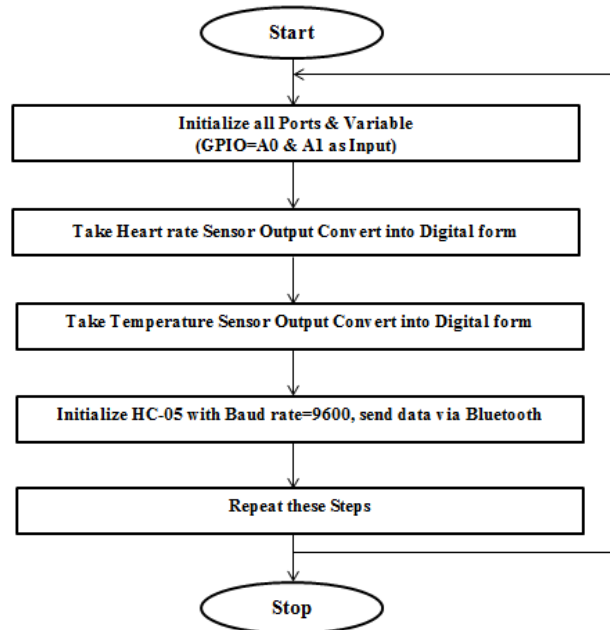 Start
Initialize all Ports & Variable
(GPIO=A0 & A1 as Input)
Take Heart rate Sensor Output Convert into Digital form
Take Temperature Sensor Output Convert into Digital form
Initialize HC-05 with Baud rate=9600, send data via Bluetooth
Repeat these Steps
Stop